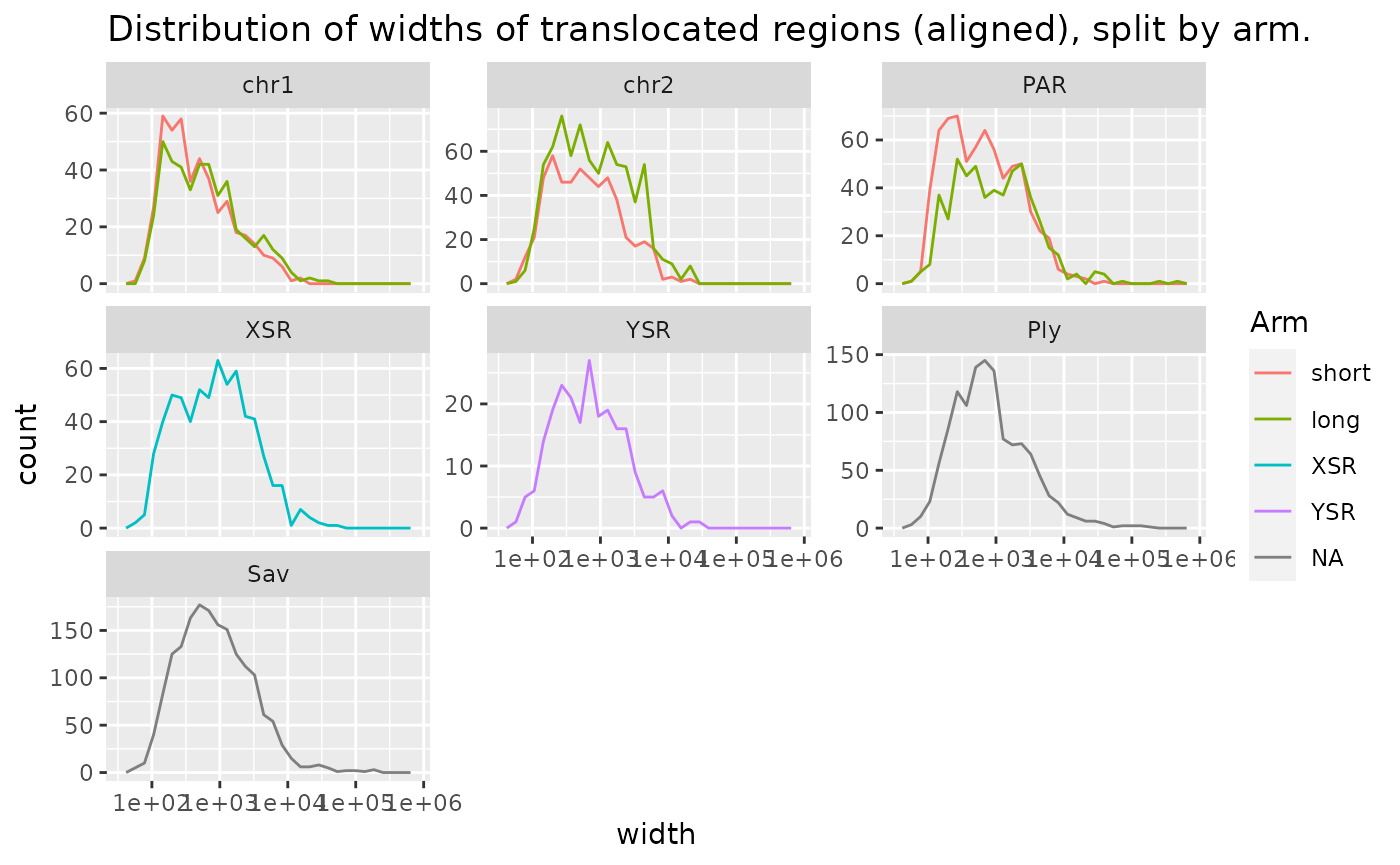 Distribution of widths of translocated regions (aligned), split by arm.
chr1
chr2
PAR
60
40
20
0
60
40
20
0
60
40
20
0
XSR
YSR
Ply
60
40
20
0
20
10
0
150
100
50
0
1e+02 1e+03 1e+04 1e+05 1e+06
1e+02 1e+03 1e+04 1e+05 1e+06
Sav
150
100
50
0
1e+02 1e+03 1e+04 1e+05 1e+06
width
count
Arm
short
long
XSR
YSR
NA